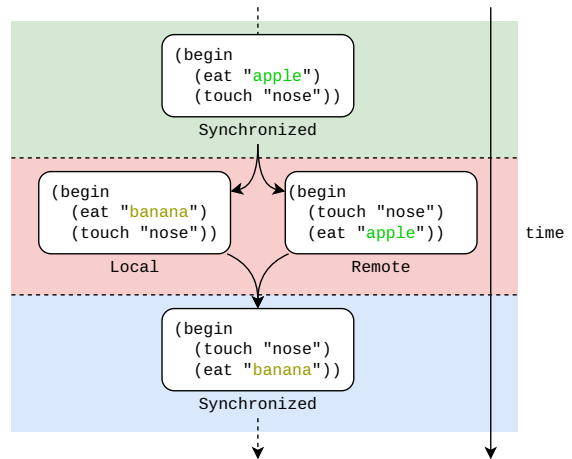 (begin
  (eat "apple")
  (touch "nose"))
Synchronized
(begin
  (eat "banana")
  (touch "nose"))
Local
(begin
  (touch "nose")
  (eat "apple"))
Remote
time
(begin
  (touch "nose")
  (eat "banana"))
Synchronized